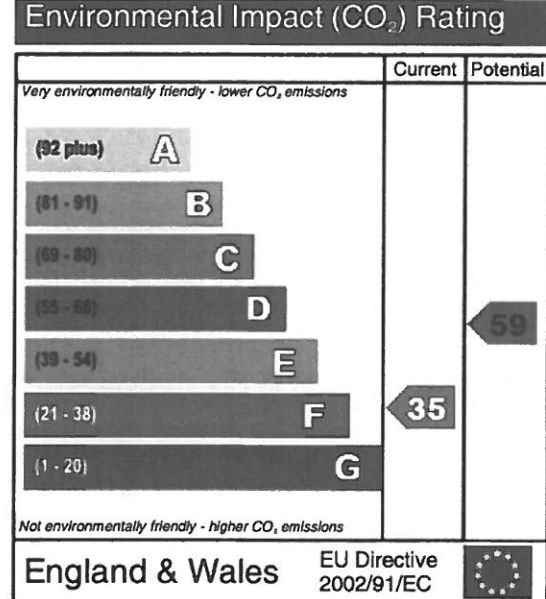 Environmental Impact (CO₂) Rating
Current Potential
Very environmentally friendly - lower CO₂ emissions
(92 plus) A
(81 - 91) B
(69 - 80) C
(55 - 68) D
59
(39 - 54) E
(21 - 38) F
35
(1 - 20) G
Not environmentally friendly - higher CO₂ emissions
England & Wales
EU Directive
2002/91/EC